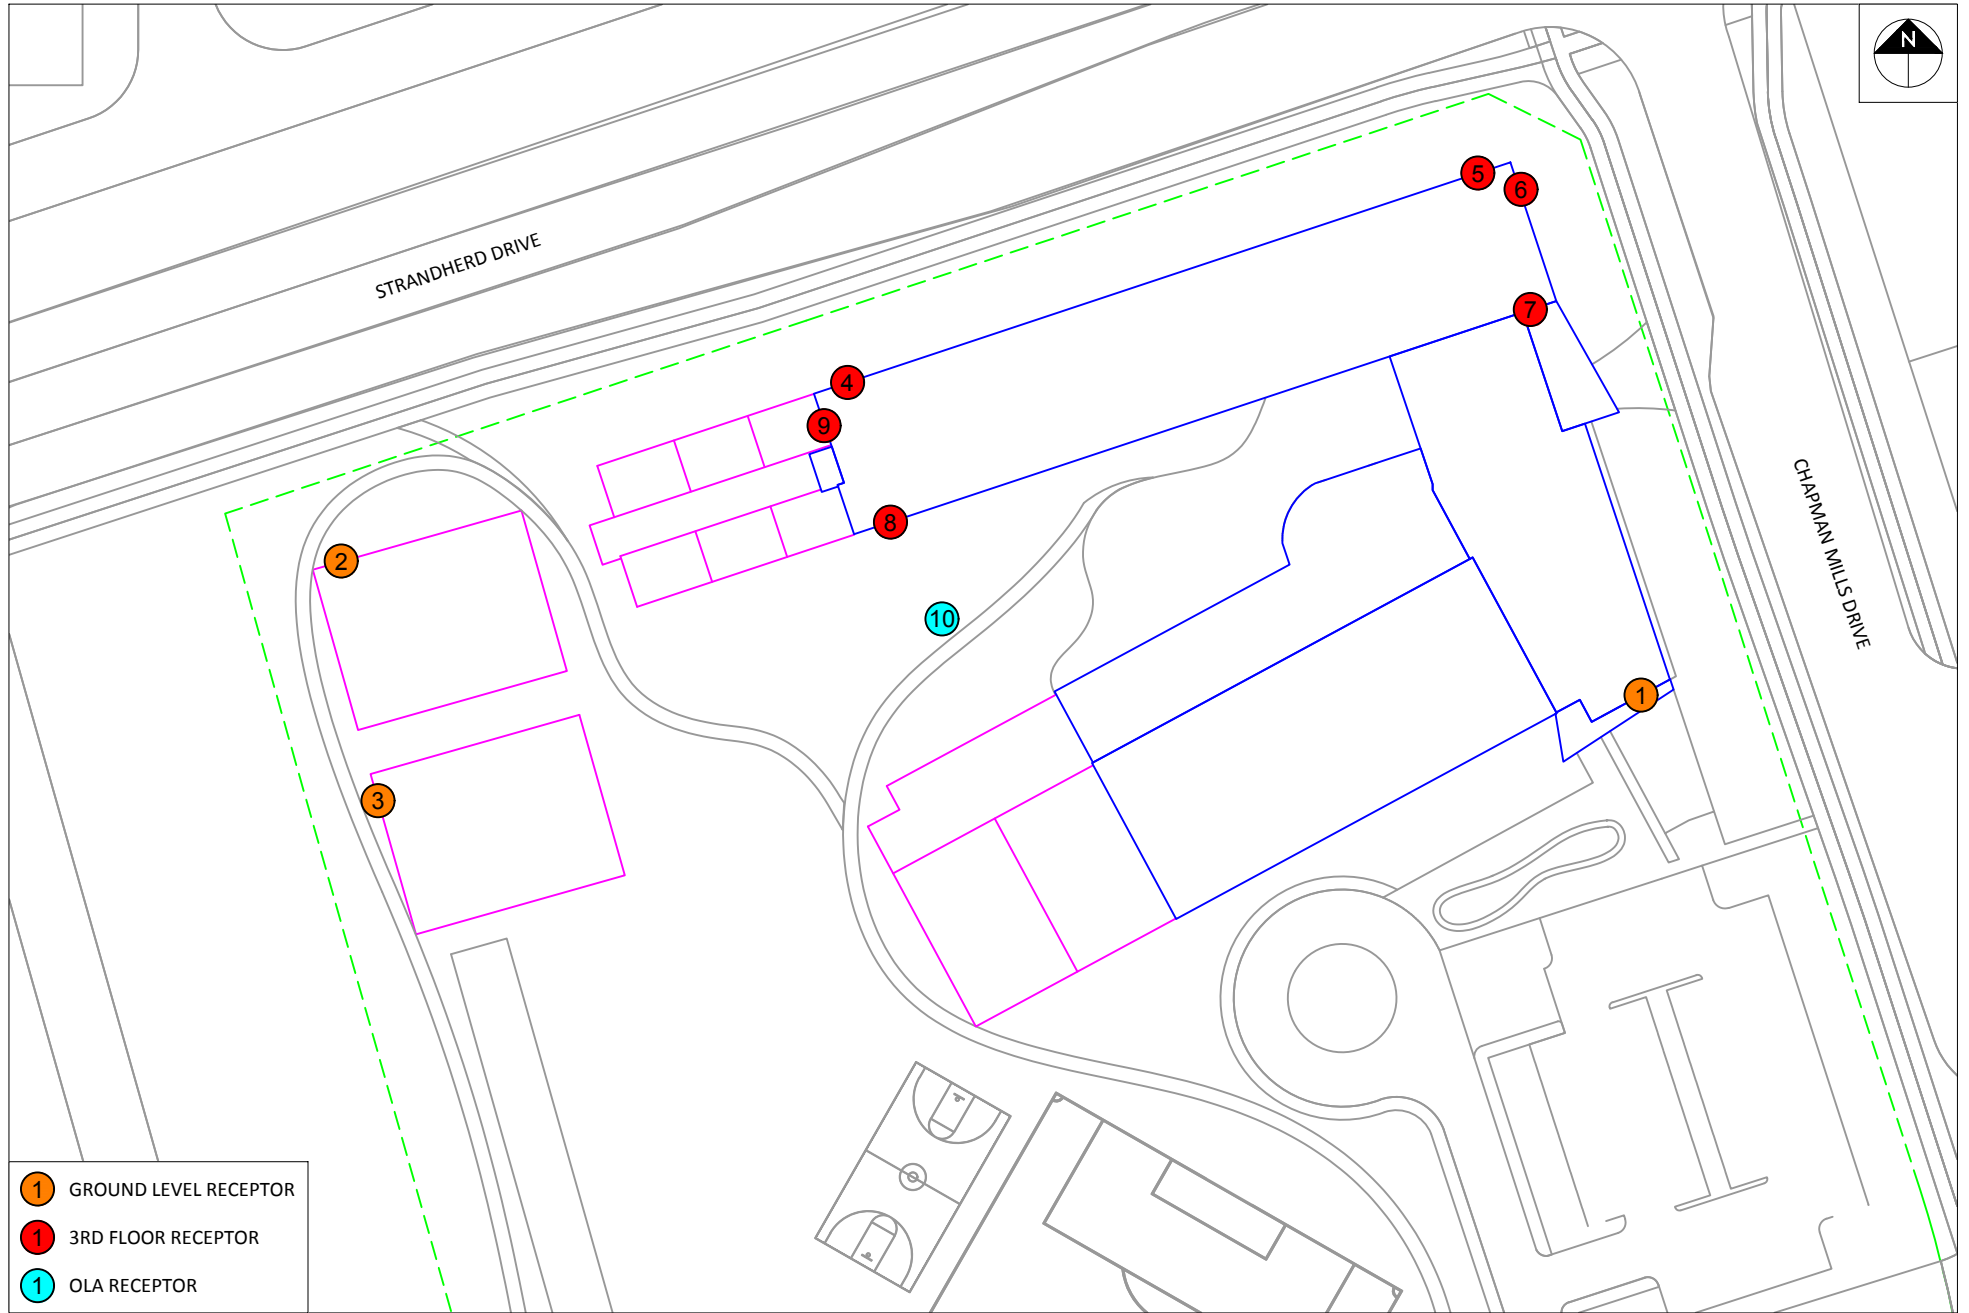 N
5
6
STRANDHERD DRIVE
7
4
9
8
CHAPMAN MILLS DRIVE
2
10
1
3
1 GROUND LEVEL RECEPTOR
1 3RD FLOOR RECEPTOR
1 OLA RECEPTOR